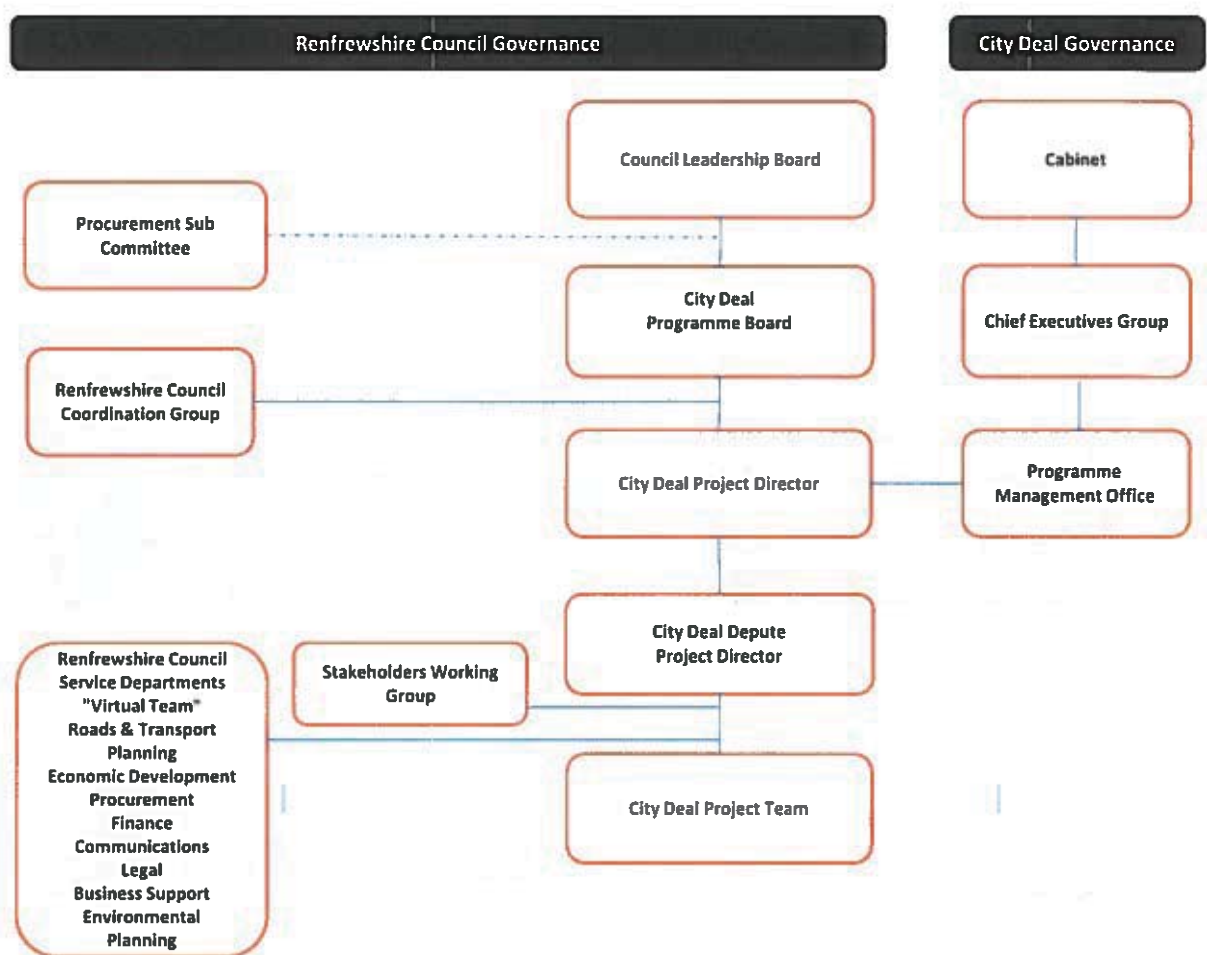 Renfrewshire Council Governance
City Deal Governance
Council Leadership Board
Cabinet
Procurement Sub
Committee
City Deal
Programme Board
Chief Executives Group
Renfrewshire Council
Coordination Group
City Deal Project Director
Programme
Management Office
City Deal Depute
Project Director
Stakeholders Working
Group
Renfrewshire Council
Service Departments
"Virtual Team"
Roads & Transport
Planning
Economic Development
Procurement
Finance
Communications
Legal
Business Support
Environmental
Planning
City Deal Project Team